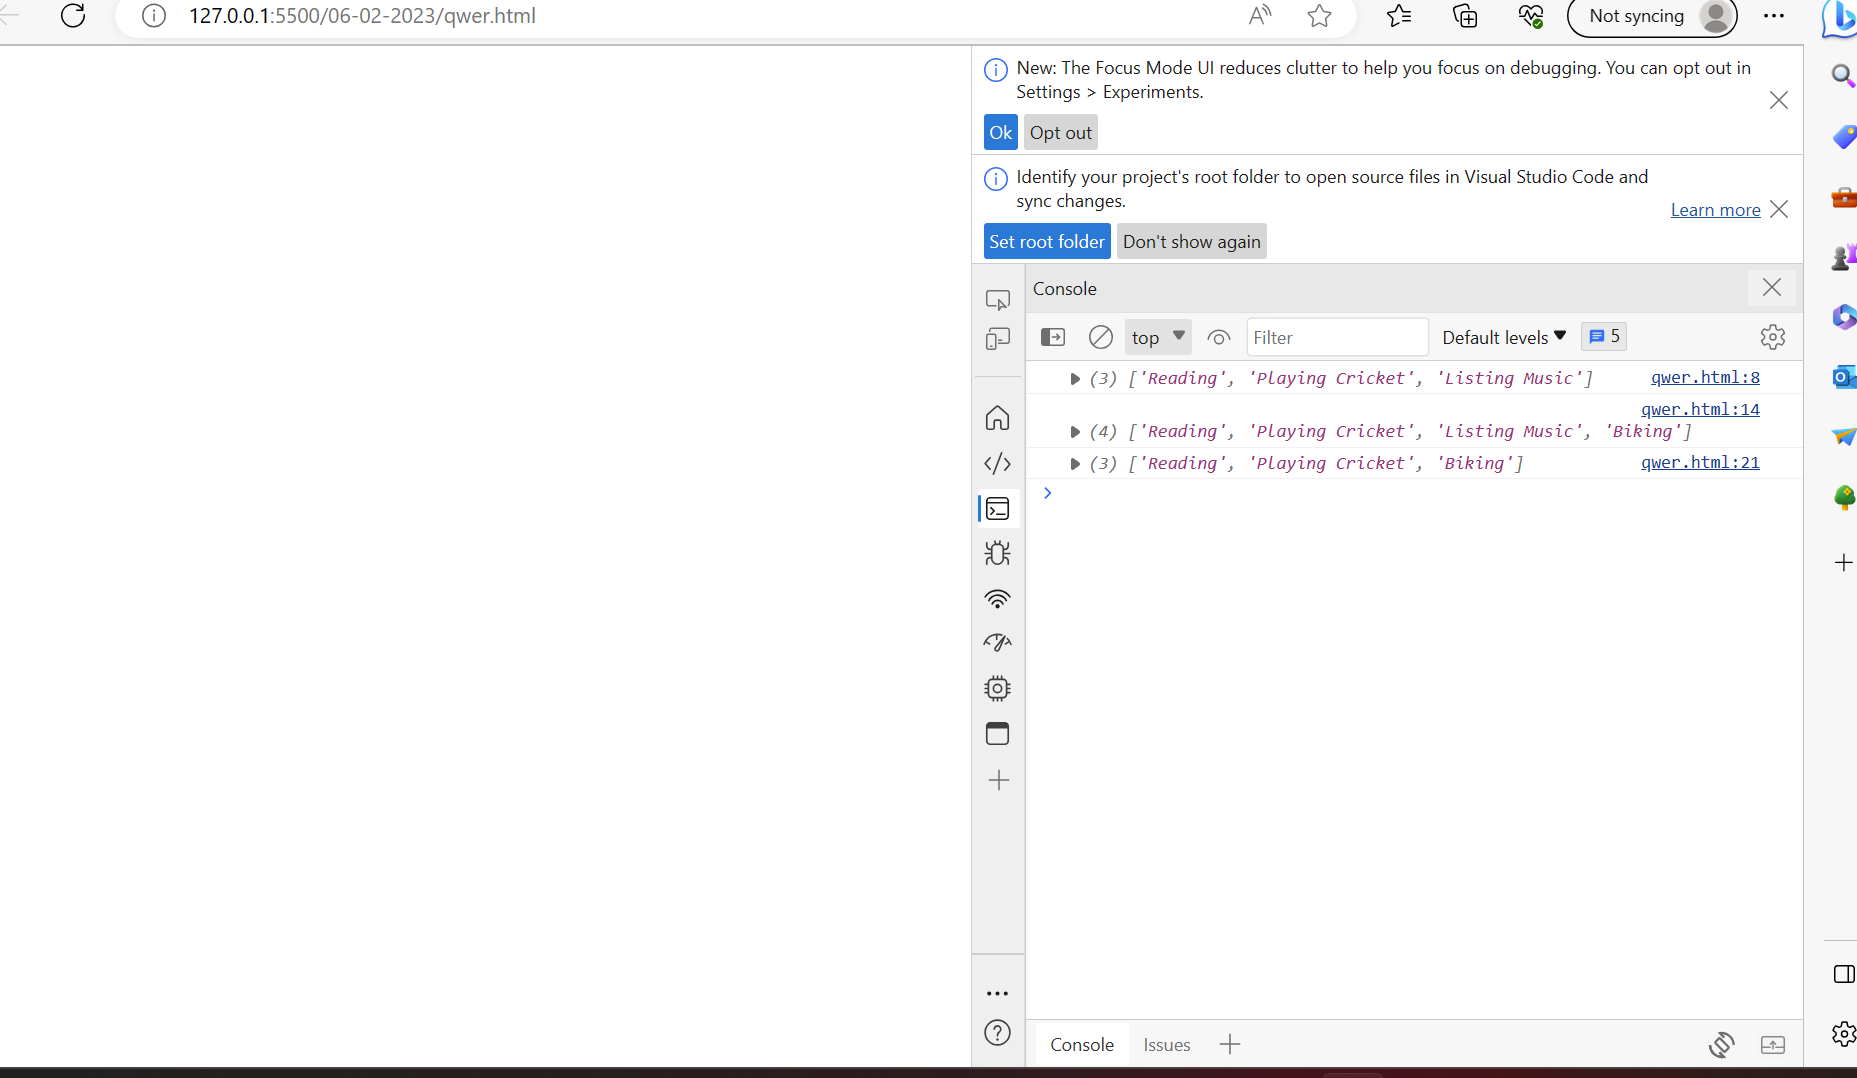 127.0.0.1:5500/06-02-2023/qwer.html
Not syncing
New: The Focus Mode UI reduces clutter to help you focus on debugging. You can opt out in
Settings > Experiments.
Ok Opt out
Identify your project's root folder to open source files in Visual Studio Code and
sync changes.
Learn more
Set root folder Don't show again
Console
top Filter Default levels 5
(3) ['Reading', 'Playing Cricket', 'Listing Music'] qwer.html:8
qwer.html:14
(4) ['Reading', 'Playing Cricket', 'Listing Music', 'Biking']
(3) ['Reading', 'Playing Cricket', 'Biking'] qwer.html:21
Console Issues